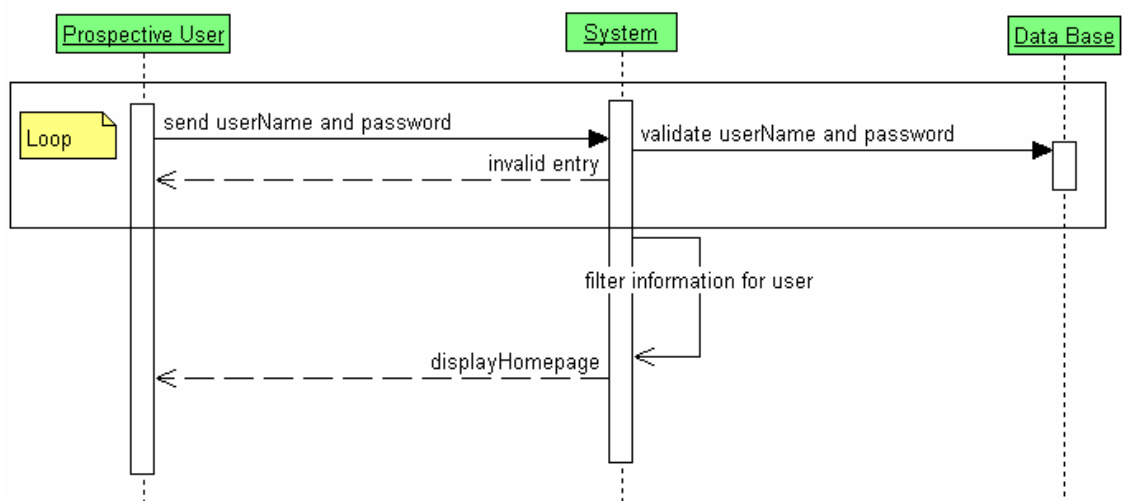 Prospective User
System
Data Base
Loop
send userName and password
validate userName and password
invalid entry
filter information for user
displayHomepage